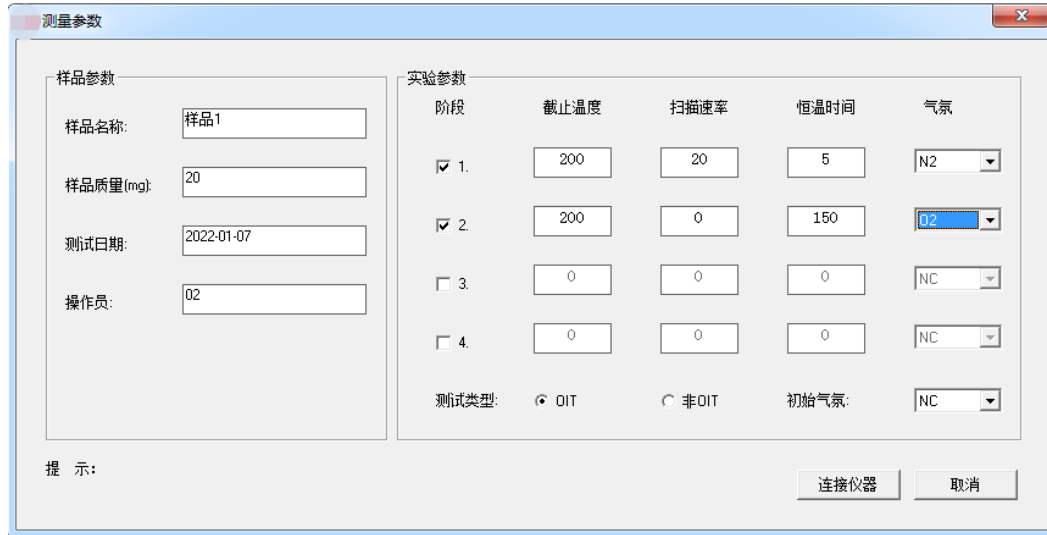 测量参数
样品参数
样品名称: 样品1
样品质量(mg): 20
测试日期: 2022-01-07
操作员: 02
实验参数
阶段 截止温度 扫描速率 恒温时间 气氛
1. 200 20 5 N2
2. 200 0 150 O2
3. 0 0 0 NC
4. 0 0 0 NC
测试类型: OIT 非OIT 初始气氛: NC
提 示:
连接仪器 取消